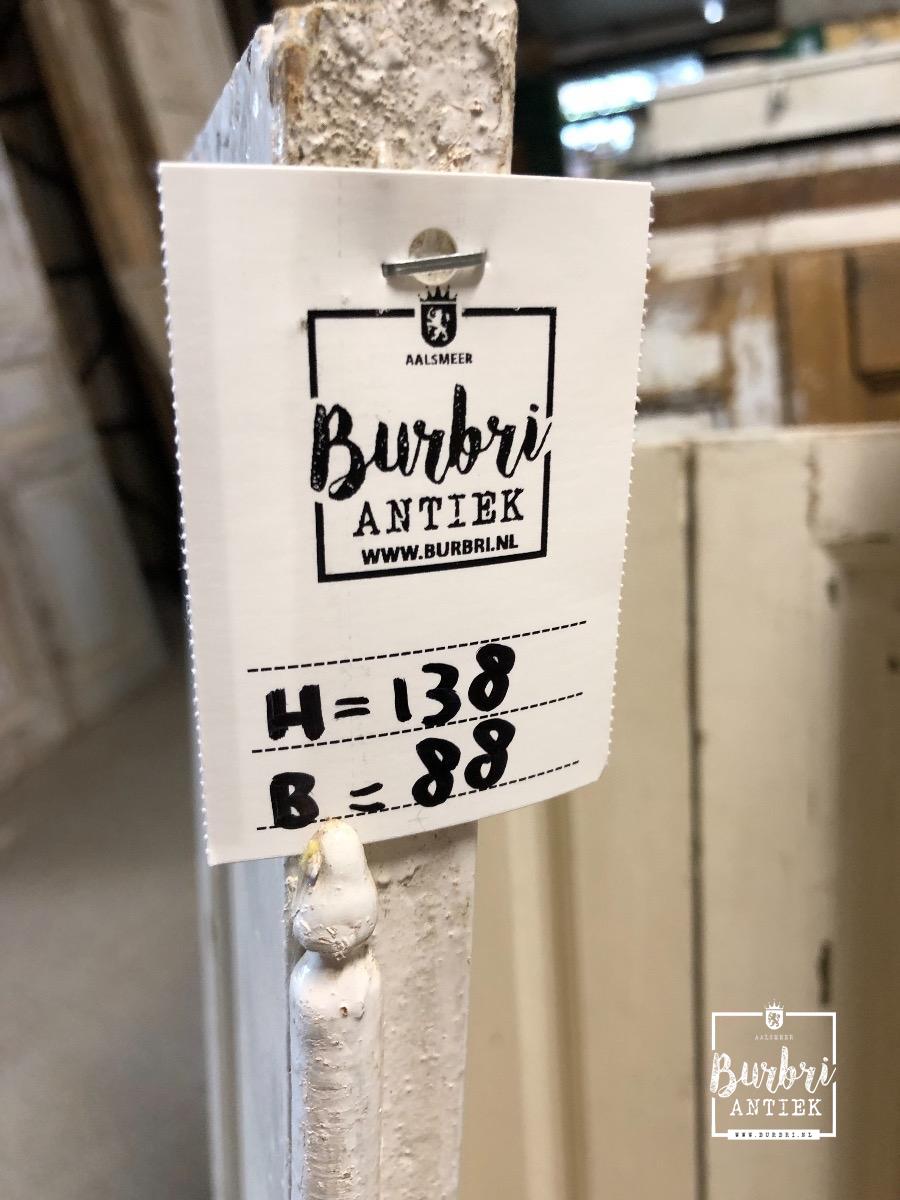 AALSMEER
Burbri
ANTIEK
WWW.BURBRI.NL
H = 138
B = 88
AALSMEER
Burbri
ANTIEK
WWW.BURBRI.NL